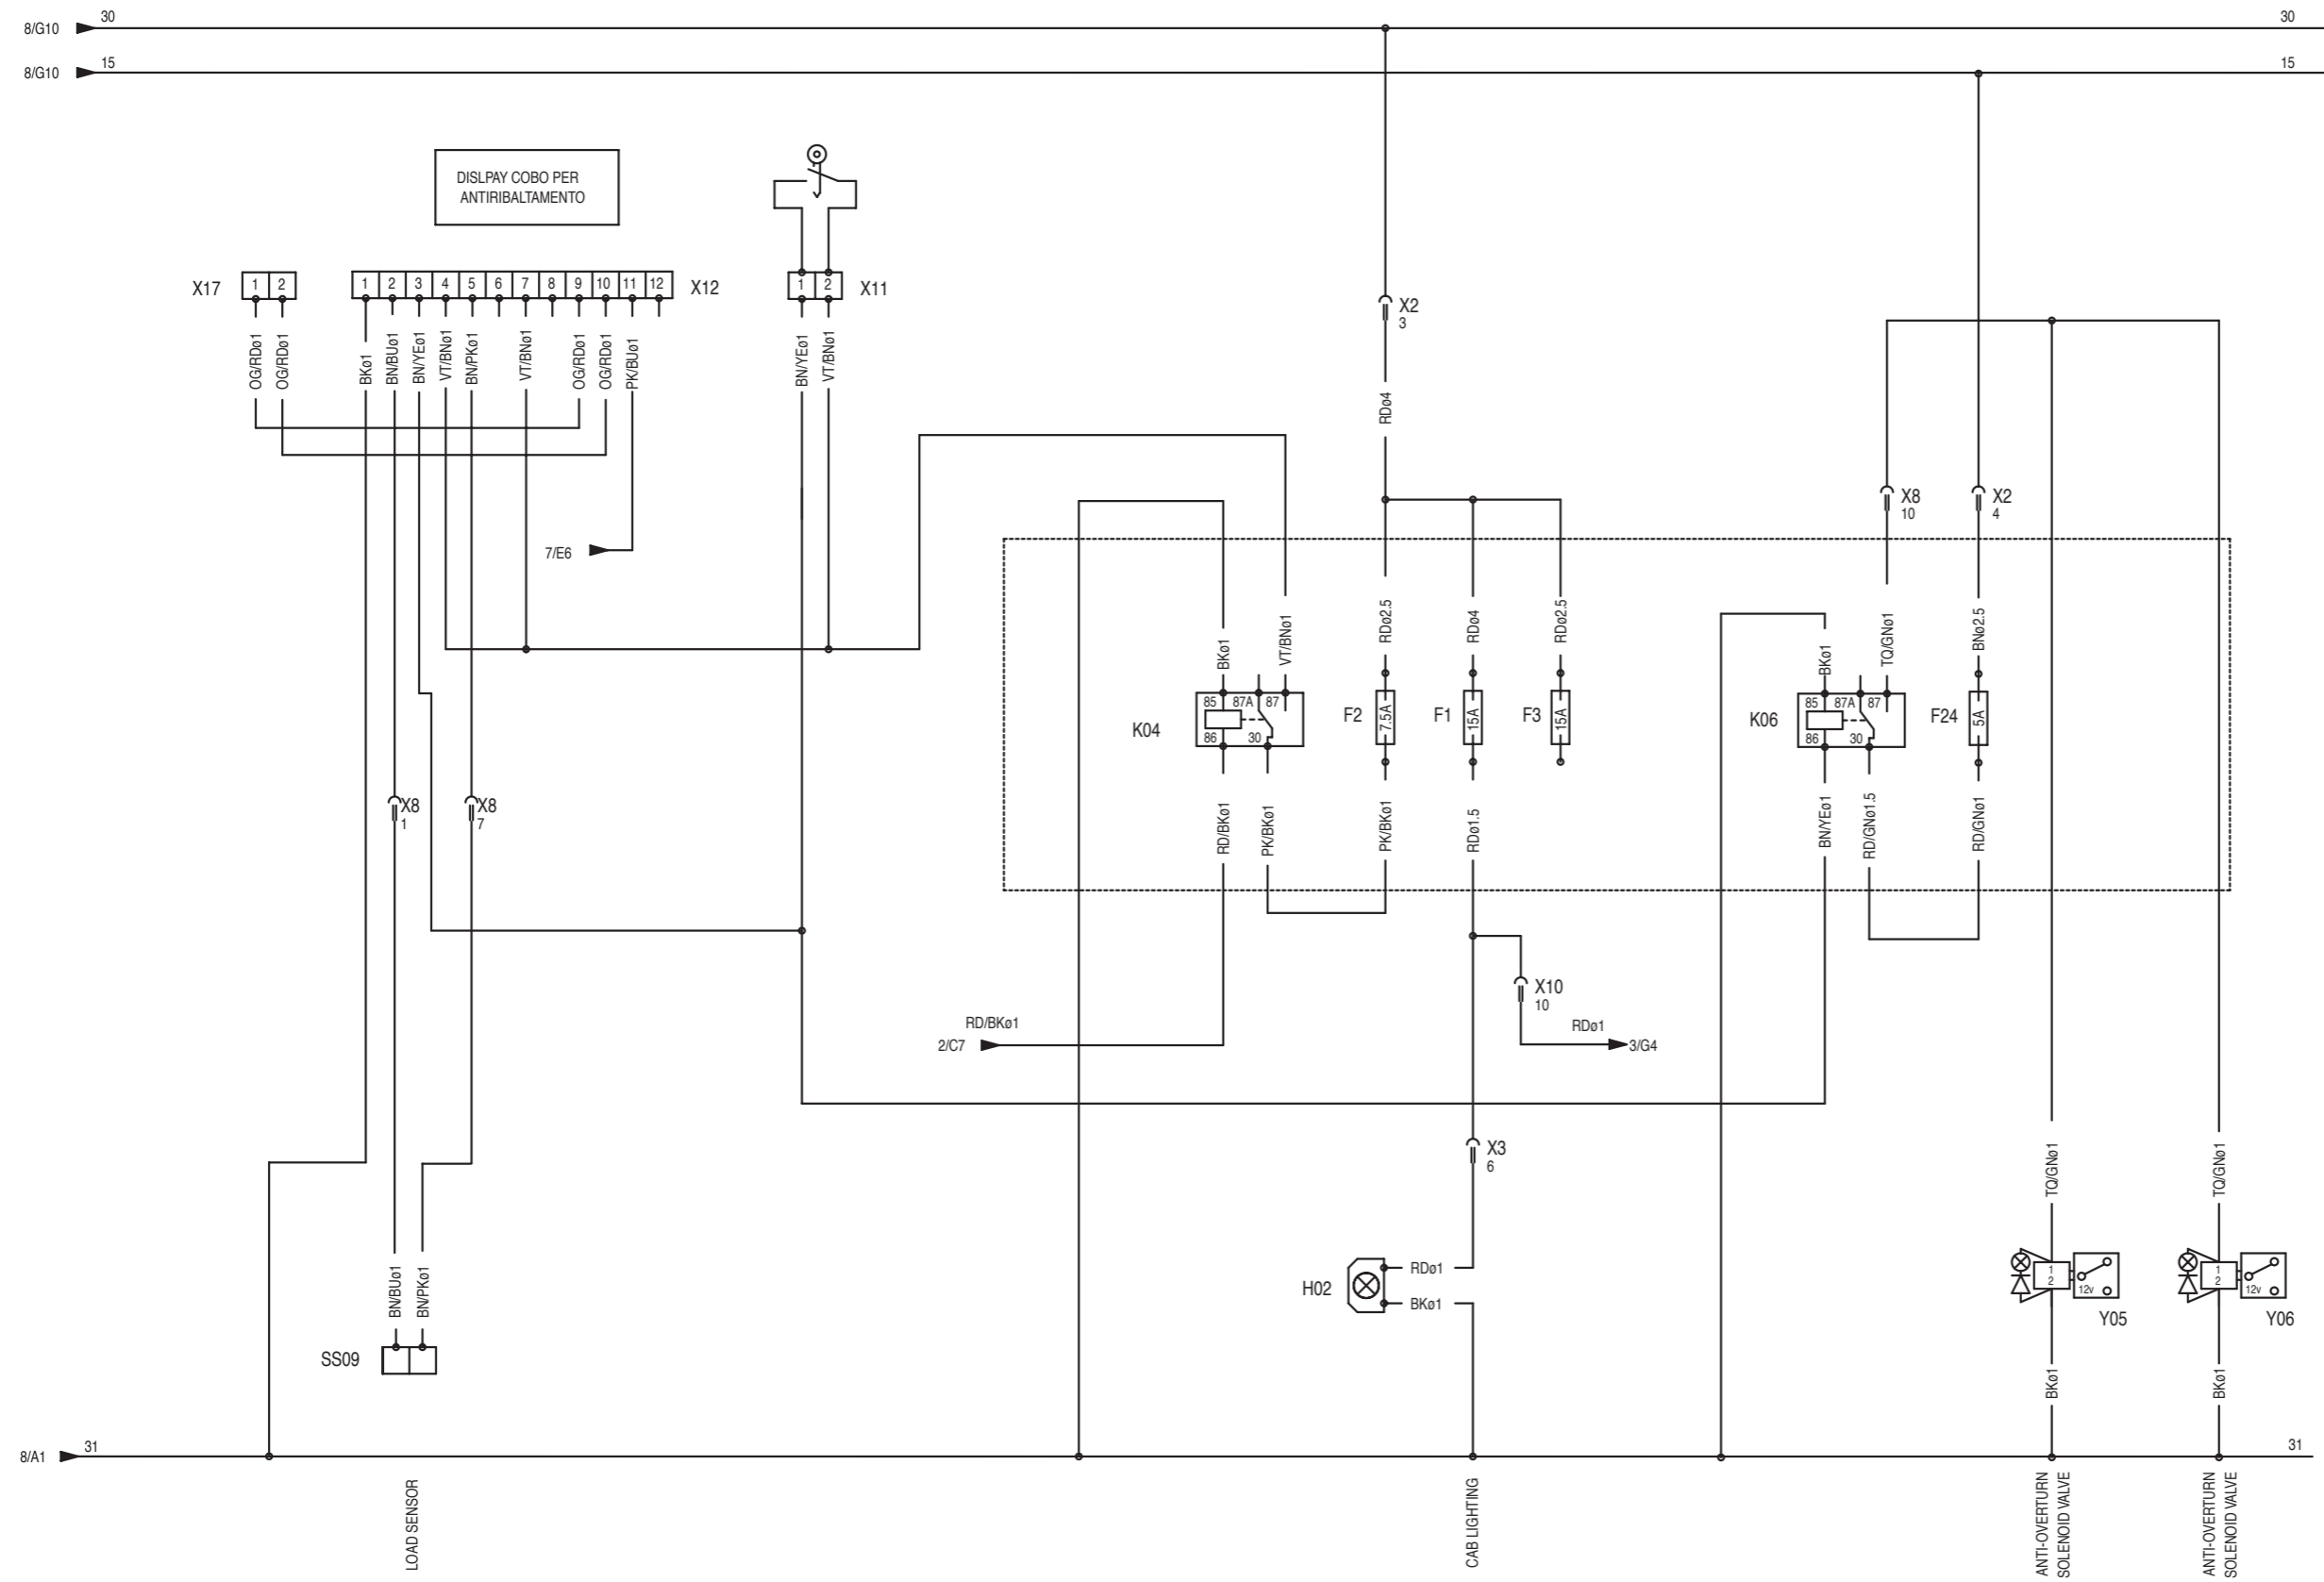 8/G10 30 30
8/G10 15 15
DISLPAY COBO PER
ANTIRIBALTAMENTO
X17 1 2
1 2 3 4 5 6 7 8 9 10 11 12 X12
1 2 X11
X2
3
OG/RDø1
OG/RDø1
BKø1
BN/BUø1
BN/YEø1
VT/BNø1
BN/PKø1
VT/BNø1
OG/RDø1
OG/RDø1
PK/BUø1
BN/YEø1
VT/BNø1
RDø4
X8
10
X2
4
7/E6
BKø1
VT/BNø1
RDø2.5
RDø4
RDø2.5
BKø1
TQ/GNø1
BNø2.5
K04
85 87A 87
86 30
F2 7.5A
F1 15A
F3 15A
K06
85 87A 87
86 30
F24 5A
X8
1
X8
7
RD/BKø1
PK/BKø1
PK/BKø1
RDø1.5
BN/YEø1
RD/GNø1.5
RD/GNø1
X10
10
RD/BKø1
2/C7
RDø1
3/G4
X3
6
TQ/GNø1
TQ/GNø1
BN/BUø1
BN/PKø1
H02
RDø1
BKø1
1
2
12v
Y05
1
2
12v
Y06
SS09
BKø1
BKø1
8/A1 31 31
LOAD SENSOR
CAB LIGHTING
ANTI-OVERTURN
SOLENOID VALVE
ANTI-OVERTURN
SOLENOID VALVE